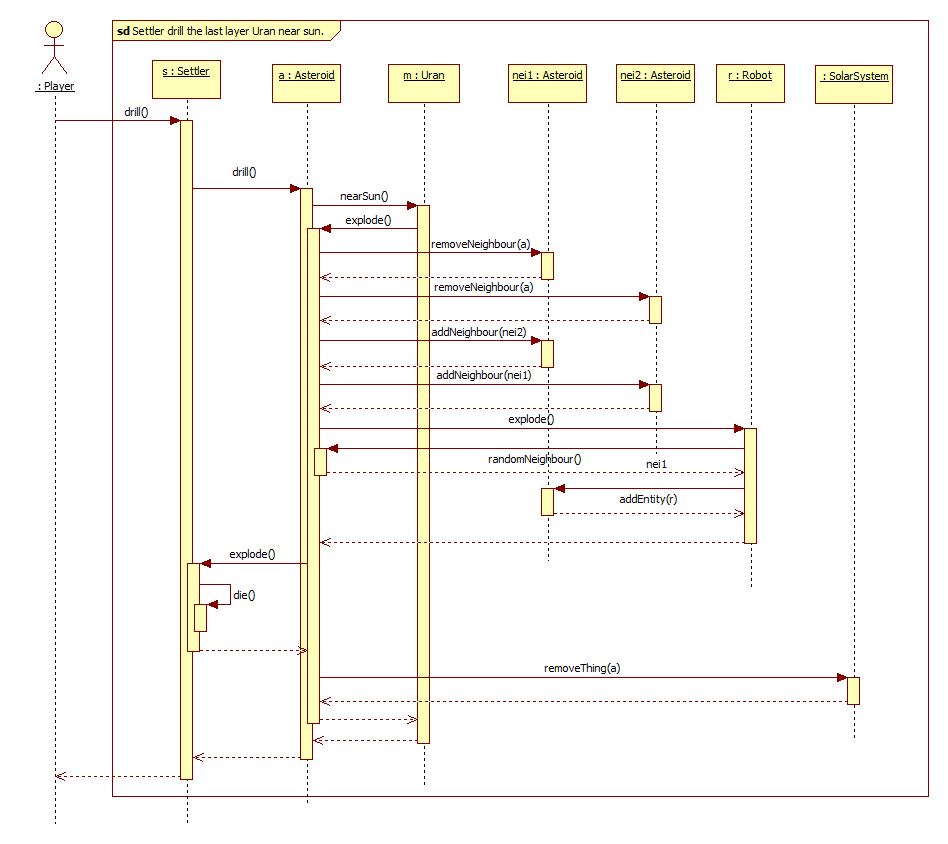 sd Settler drill the last layer Uran near sun.
: Player
s : Settler
a : Asteroid
m : Uran
nei1 : Asteroid
nei2 : Asteroid
r : Robot
: SolarSystem
drill()
drill()
nearSun()
explode()
removeNeighbour(a)
removeNeighbour(a)
addNeighbour(nei2)
addNeighbour(nei1)
explode()
randomNeighbour()
nei1
addEntity(r)
explode()
die()
removeThing(a)